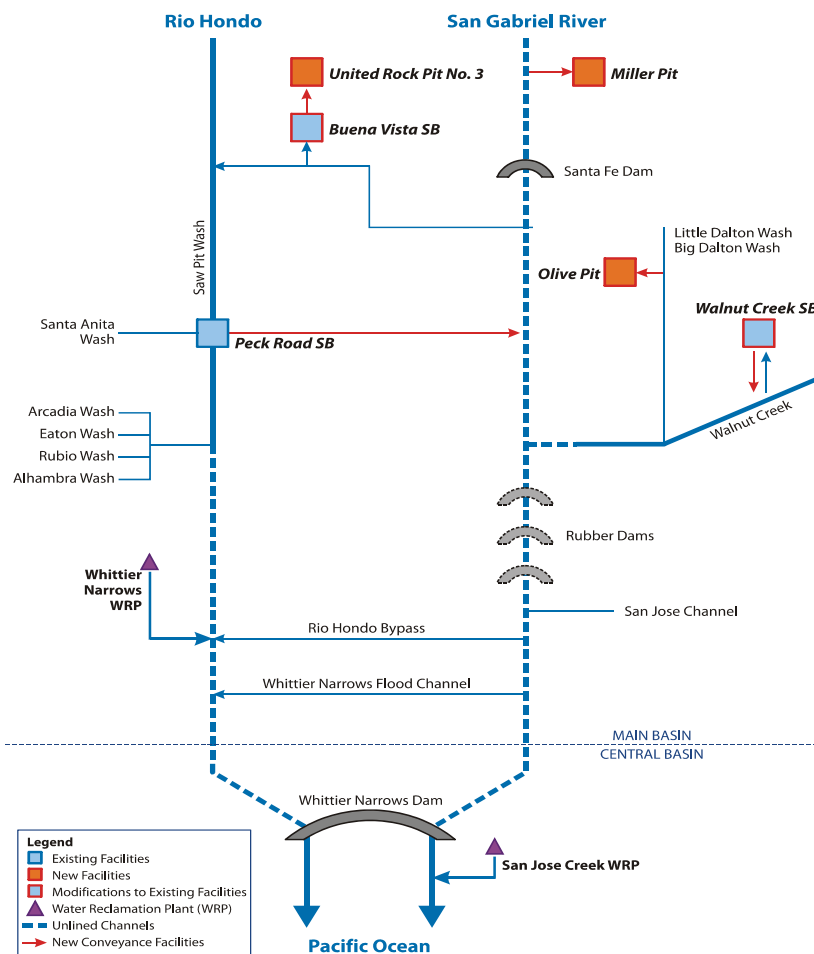 Rio Hondo
San Gabriel River
United Rock Pit No. 3
Miller Pit
Buena Vista SB
Santa Fe Dam
Saw Pit Wash
Little Dalton Wash
Big Dalton Wash
Olive Pit
Walnut Creek SB
Santa Anita
Wash
Peck Road SB
Walnut Creek
Arcadia Wash
Eaton Wash
Rubio Wash
Alhambra Wash
Rubber Dams
Whittier
Narrows
WRP
San Jose Channel
Rio Hondo Bypass
Whittier Narrows Flood Channel
MAIN BASIN
CENTRAL BASIN
Whittier Narrows Dam
San Jose Creek WRP
Legend
Existing Facilities
New Facilities
Modifications to Existing Facilities
Water Reclamation Plant (WRP)
Unlined Channels
New Conveyance Facilities
Pacific Ocean